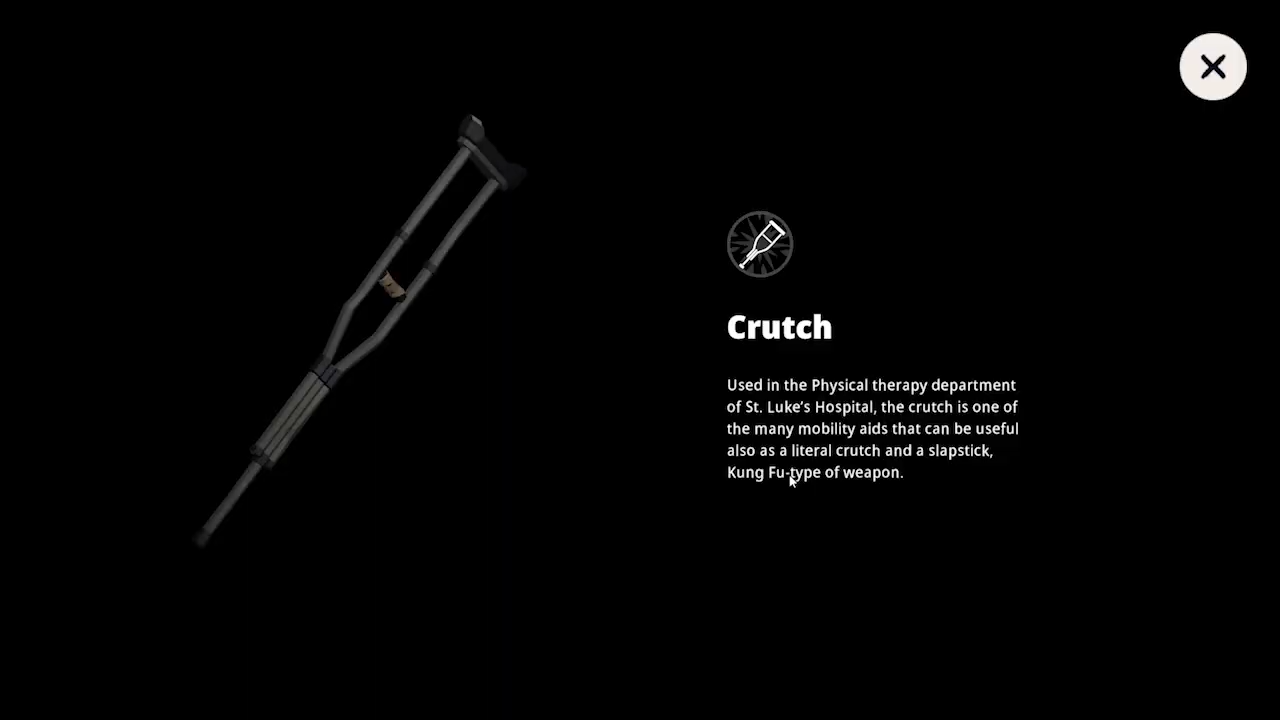 Crutch
Used in the Physical therapy department
of St. Luke’s Hospital, the crutch is one of
the many mobility aids that can be useful
also as a literal crutch and a slapstick,
Kung Fu-type of weapon.